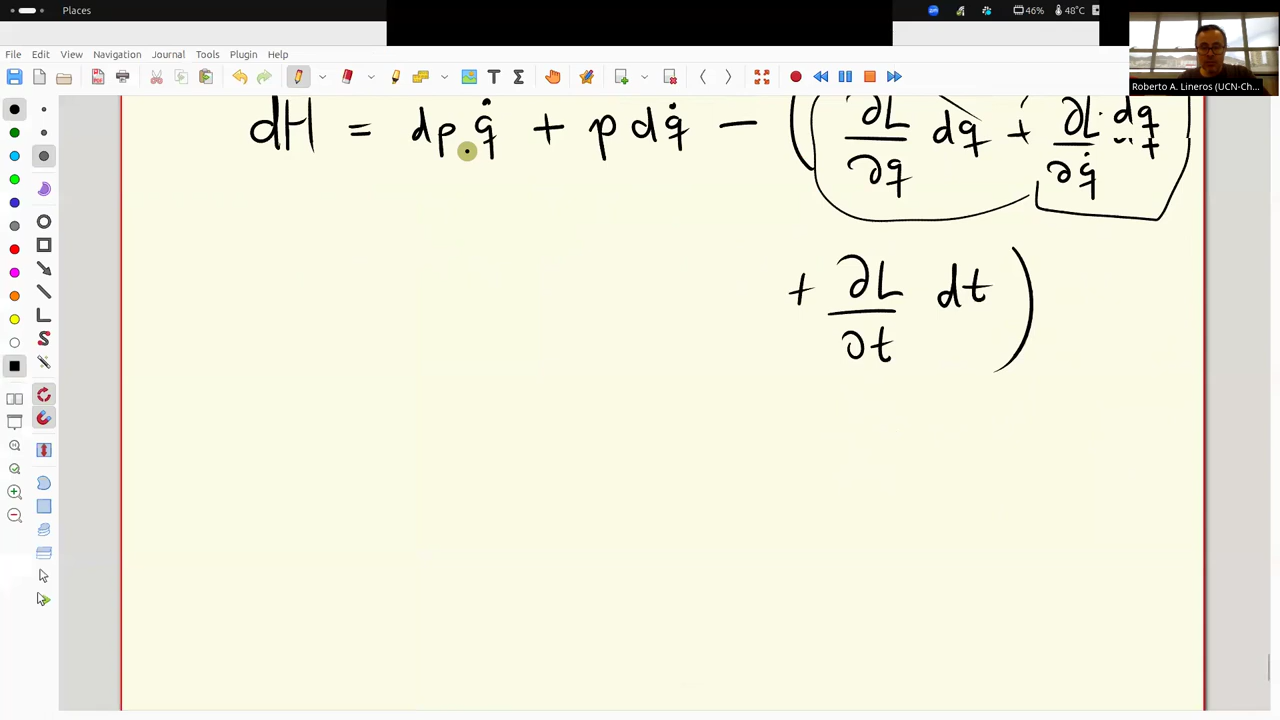 Places
46% 48°C
File Edit View Navigation Journal Tools Plugin Help
Roberto A. Lineros (UCN-Ch...
dH = dp q̇ + p dq̇ − ( ∂L/∂q dq + ∂L/∂q̇ dq̇
+ ∂L/∂t dt )